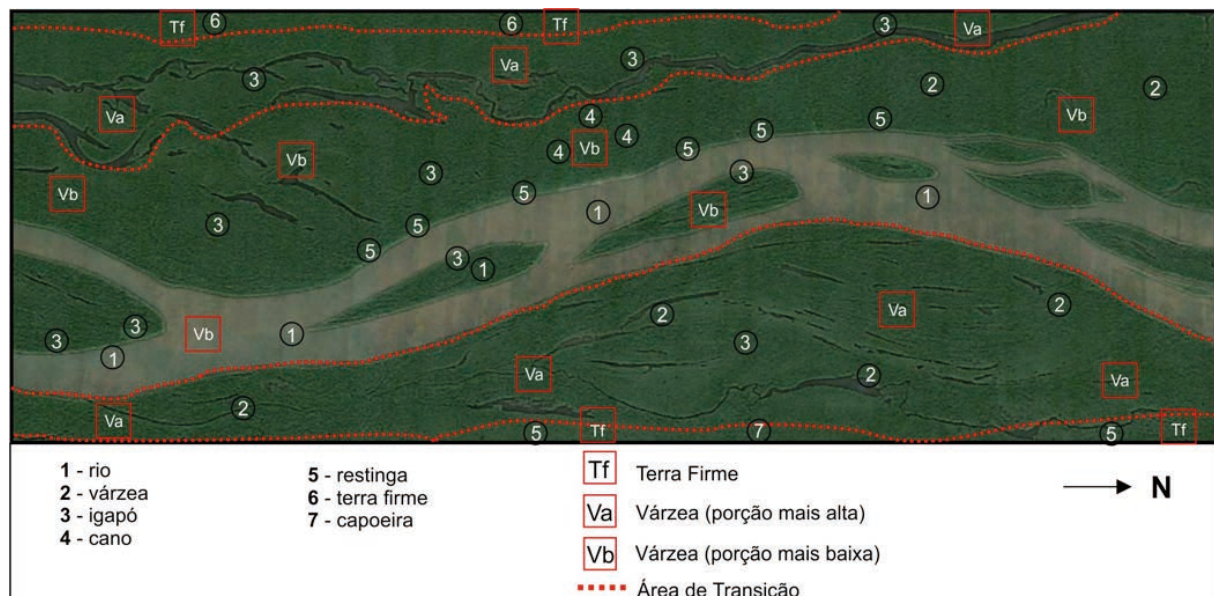 Tf 6 6 Tf 3 Va
Va 3
3 2 2
Va 4 5 Vb
4 5
Vb 4 Vb 5
3 3
Vb 5 1
1 Vb
3 5
5 3 1
2 Va 2
3 3 Vb 1 3
1
Va 2 Va
Va 2
5 Tf 7 5 Tf
1 - rio
2 - várzea
3 - igapó
4 - cano
5 - restinga
6 - terra firme
7 - capoeira
Tf Terra Firme
Va Várzea (porção mais alta)
Vb Várzea (porção mais baixa)
Área de Transição
N